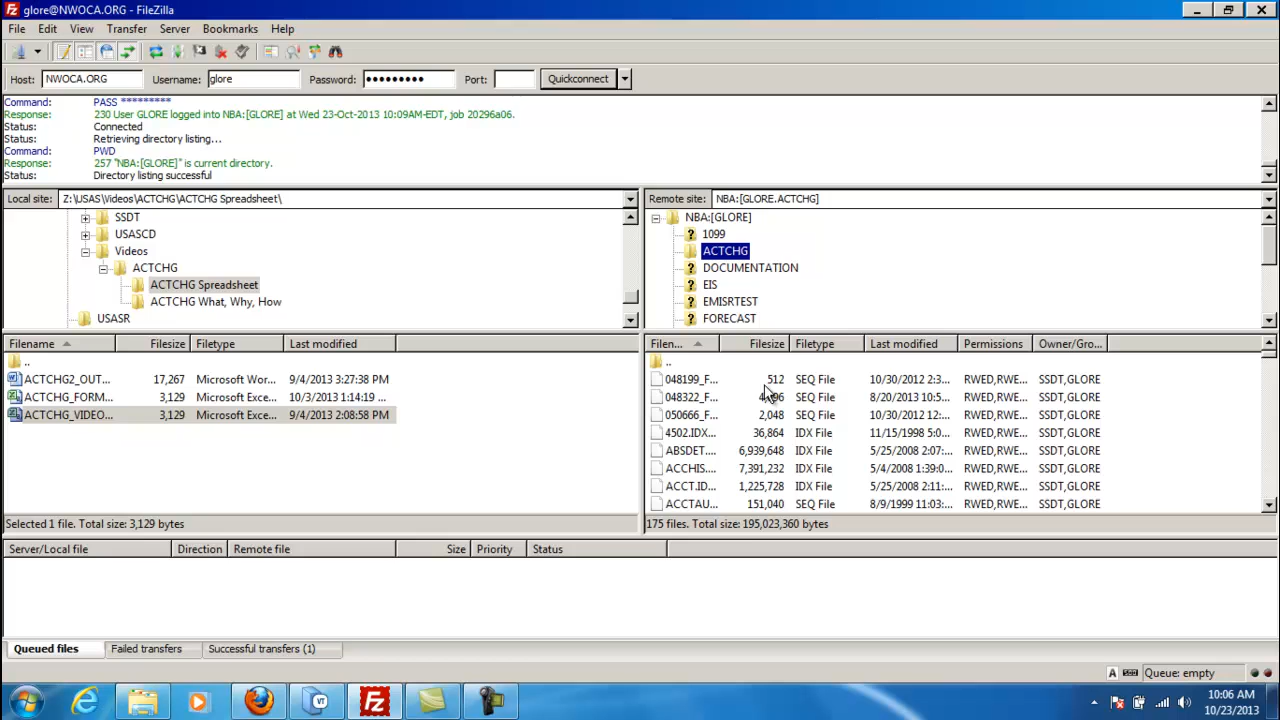 glore@NWOCA.ORG - FileZilla
File Edit View Transfer Server Bookmarks Help
Host: NWOCA.ORG Username: glore Password: ●●●●●●●●● Port: Quickconnect
Command: PASS *********
Response: 230 User GLORE logged into NBA:[GLORE] at Wed 23-Oct-2013 10:09AM-EDT, job 20296a06.
Status: Connected
Status: Retrieving directory listing...
Command: PWD
Response: 257 "NBA:[GLORE]" is current directory.
Status: Directory listing successful
Local site: Z:\USAS\Videos\ACTCHG\ACTCHG Spreadsheet\
SSDT
USASCD
Videos
ACTCHG
ACTCHG Spreadsheet
ACTCHG What, Why, How
USASR
Remote site: NBA:[GLORE.ACTCHG]
NBA:[GLORE]
1099
ACTCHG
DOCUMENTATION
EIS
EMISRTEST
FORECAST
Filename Filesize Filetype Last modified
..
ACTCHG2_OUT... 17,267 Microsoft Wor... 9/4/2013 3:27:38 PM
ACTCHG_FORM... 3,129 Microsoft Exce... 10/3/2013 1:14:19 ...
ACTCHG_VIDEO... 3,129 Microsoft Exce... 9/4/2013 2:08:58 PM
Selected 1 file. Total size: 3,129 bytes
Filen... Filesize Filetype Last modified Permissions Owner/Gro...
..
048199_F... 512 SEQ File 10/30/2012 2:3... RWED,RWE... SSDT,GLORE
048322_F... SEQ File 8/20/2013 10:5... RWED,RWE... SSDT,GLORE
050666_F... 2,048 SEQ File 10/30/2012 12:... RWED,RWE... SSDT,GLORE
4502.IDX... 36,864 IDX File 11/15/1998 5:0... RWED,RWE... SSDT,GLORE
ABSDET.... 6,939,648 IDX File 5/25/2008 2:07:... RWED,RWE... SSDT,GLORE
ACCHIS.... 7,391,232 IDX File 5/4/2008 1:39:0... RWED,RWE... SSDT,GLORE
ACCT.ID... 1,225,728 IDX File 5/25/2008 2:11:... RWED,RWE... SSDT,GLORE
ACCTAU... 151,040 SEQ File 8/9/1999 11:03:... RWED,RWE... SSDT,GLORE
175 files. Total size: 195,023,360 bytes
Server/Local file Direction Remote file Size Priority Status
Queued files Failed transfers Successful transfers (1)
A Queue: empty
VT
10:06 AM
10/23/2013